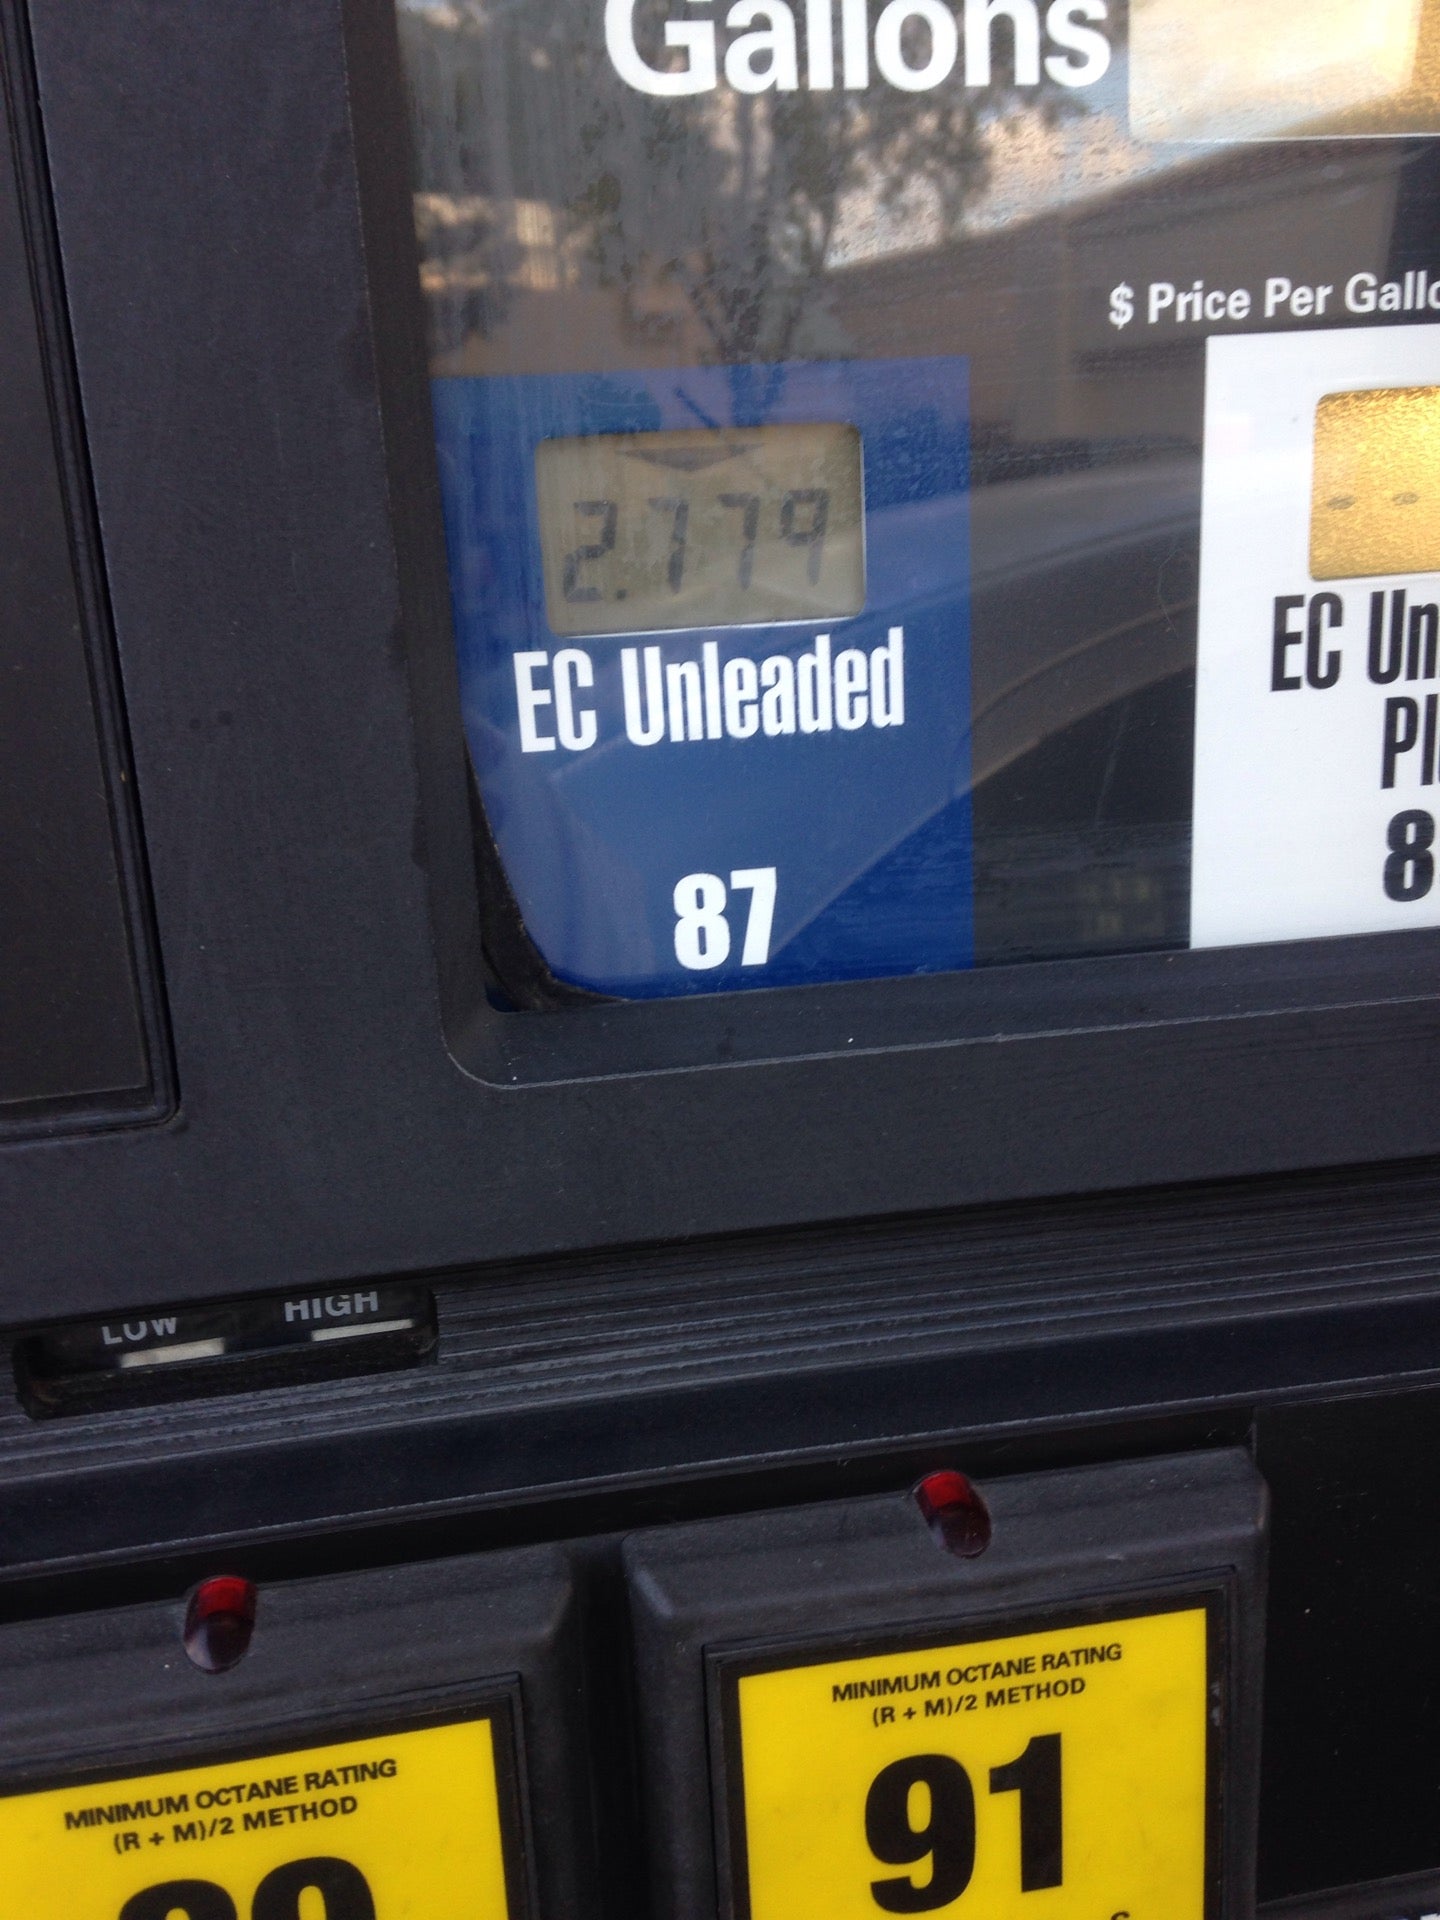 Gallons
$ Price Per Gallo
2.779
EC Unleaded
87
EC Un
Pl
8
LOW
HIGH
MINIMUM OCTANE RATING
(R + M)/2 METHOD
MINIMUM OCTANE RATING
(R + M)/2 METHOD
91